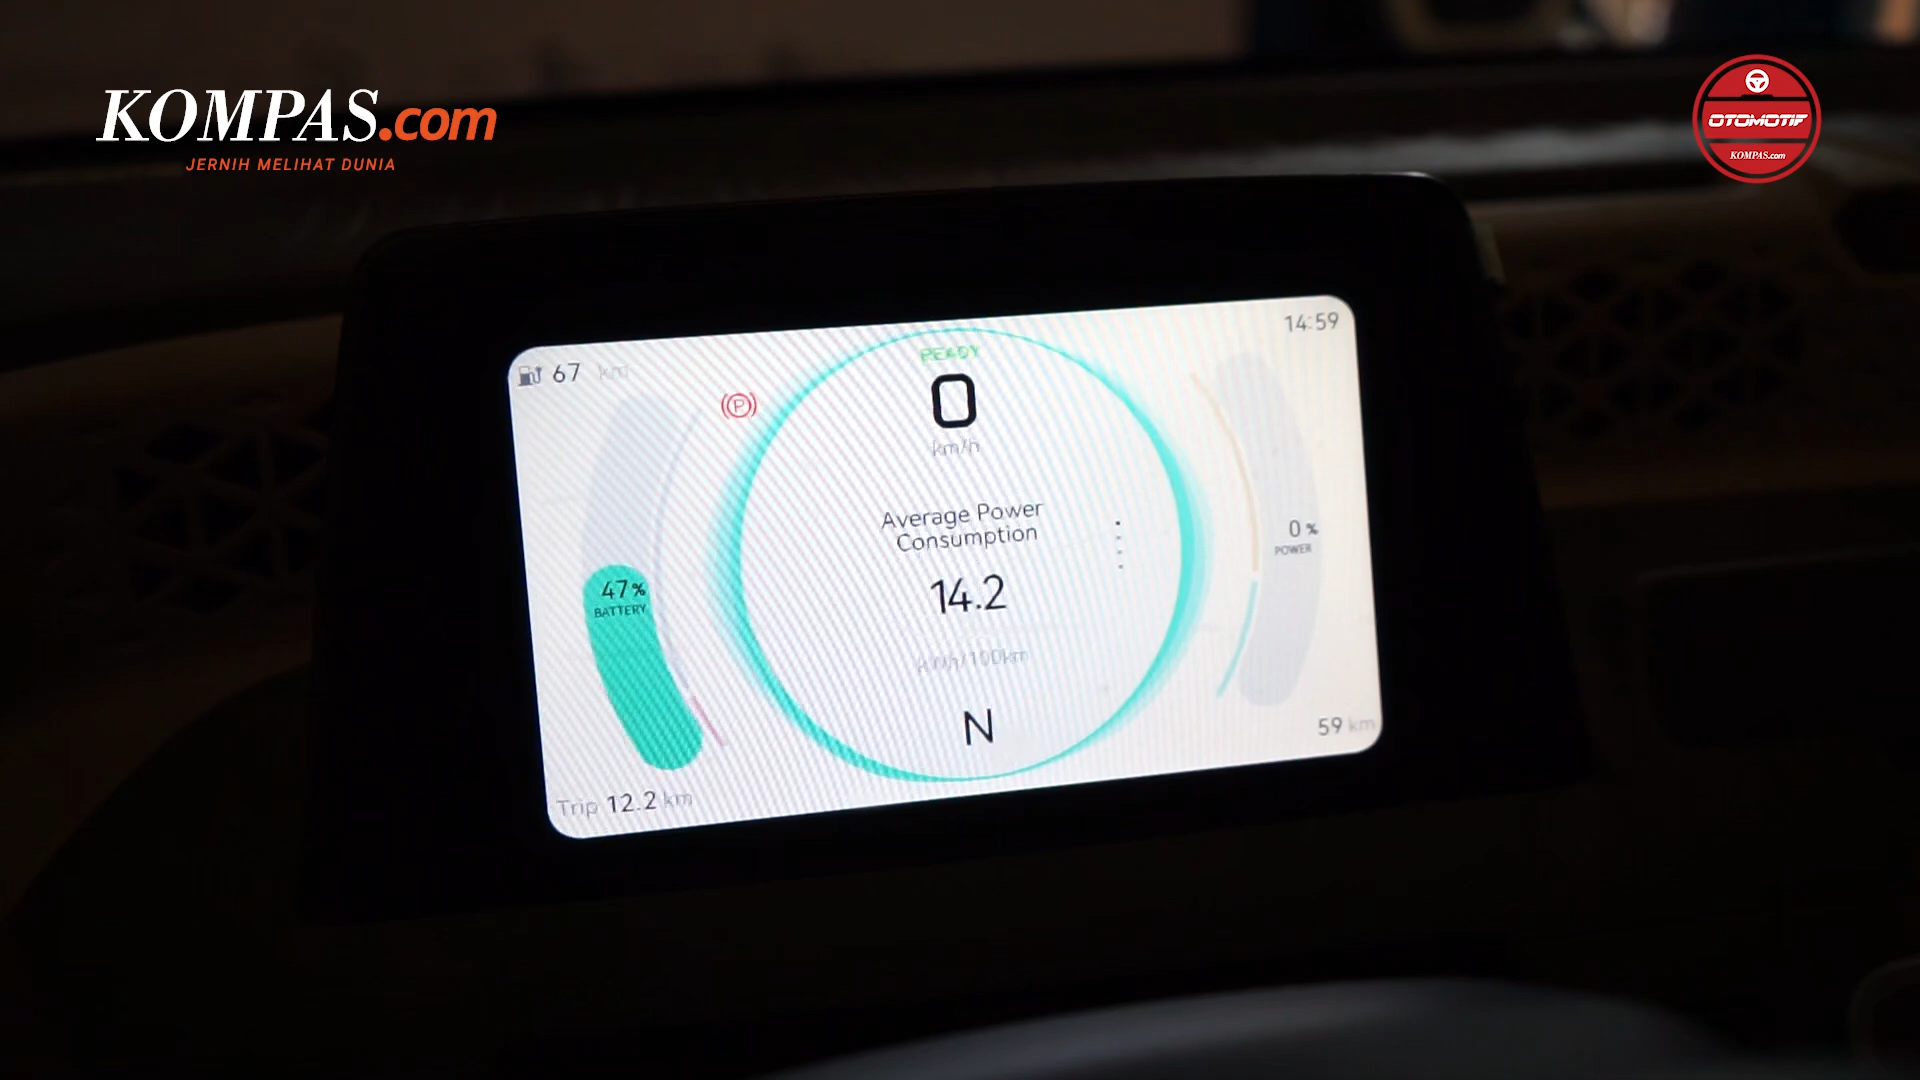 KOMPAS.com
JERNIH MELIHAT DUNIA
OTOMOTIF
KOMPAS.com
14:59
67 km
READY
P
0
km/h
Average Power
Consumption
14.2
kWh/100km
N
47%
BATTERY
0 %
POWER
59 km
Trip 12.2 km